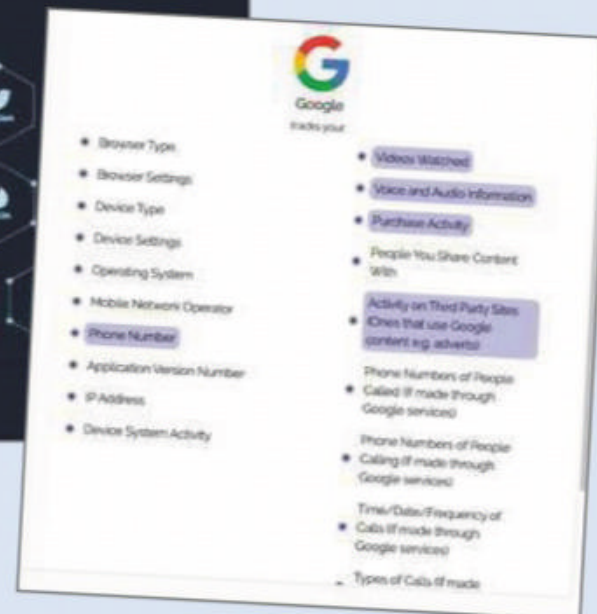 Google
tracks your
Browser Type
Browser Settings
Device Type
Device Settings
Operating System
Mobile Network Operator
Phone Number
Application Version Number
IP Address
Device System Activity
Videos Watched
Voice and Audio Information
Purchase Activity
People You Share Content
With
Activity on Third Party Sites
(Ones that use Google
content e.g. adverts)
Phone Numbers of People
Called (If made through
Google services)
Phone Numbers of People
Calling (If made through
Google services)
Time/Date/Frequency of
Calls (If made through
Google services)
Types of Calls (If made